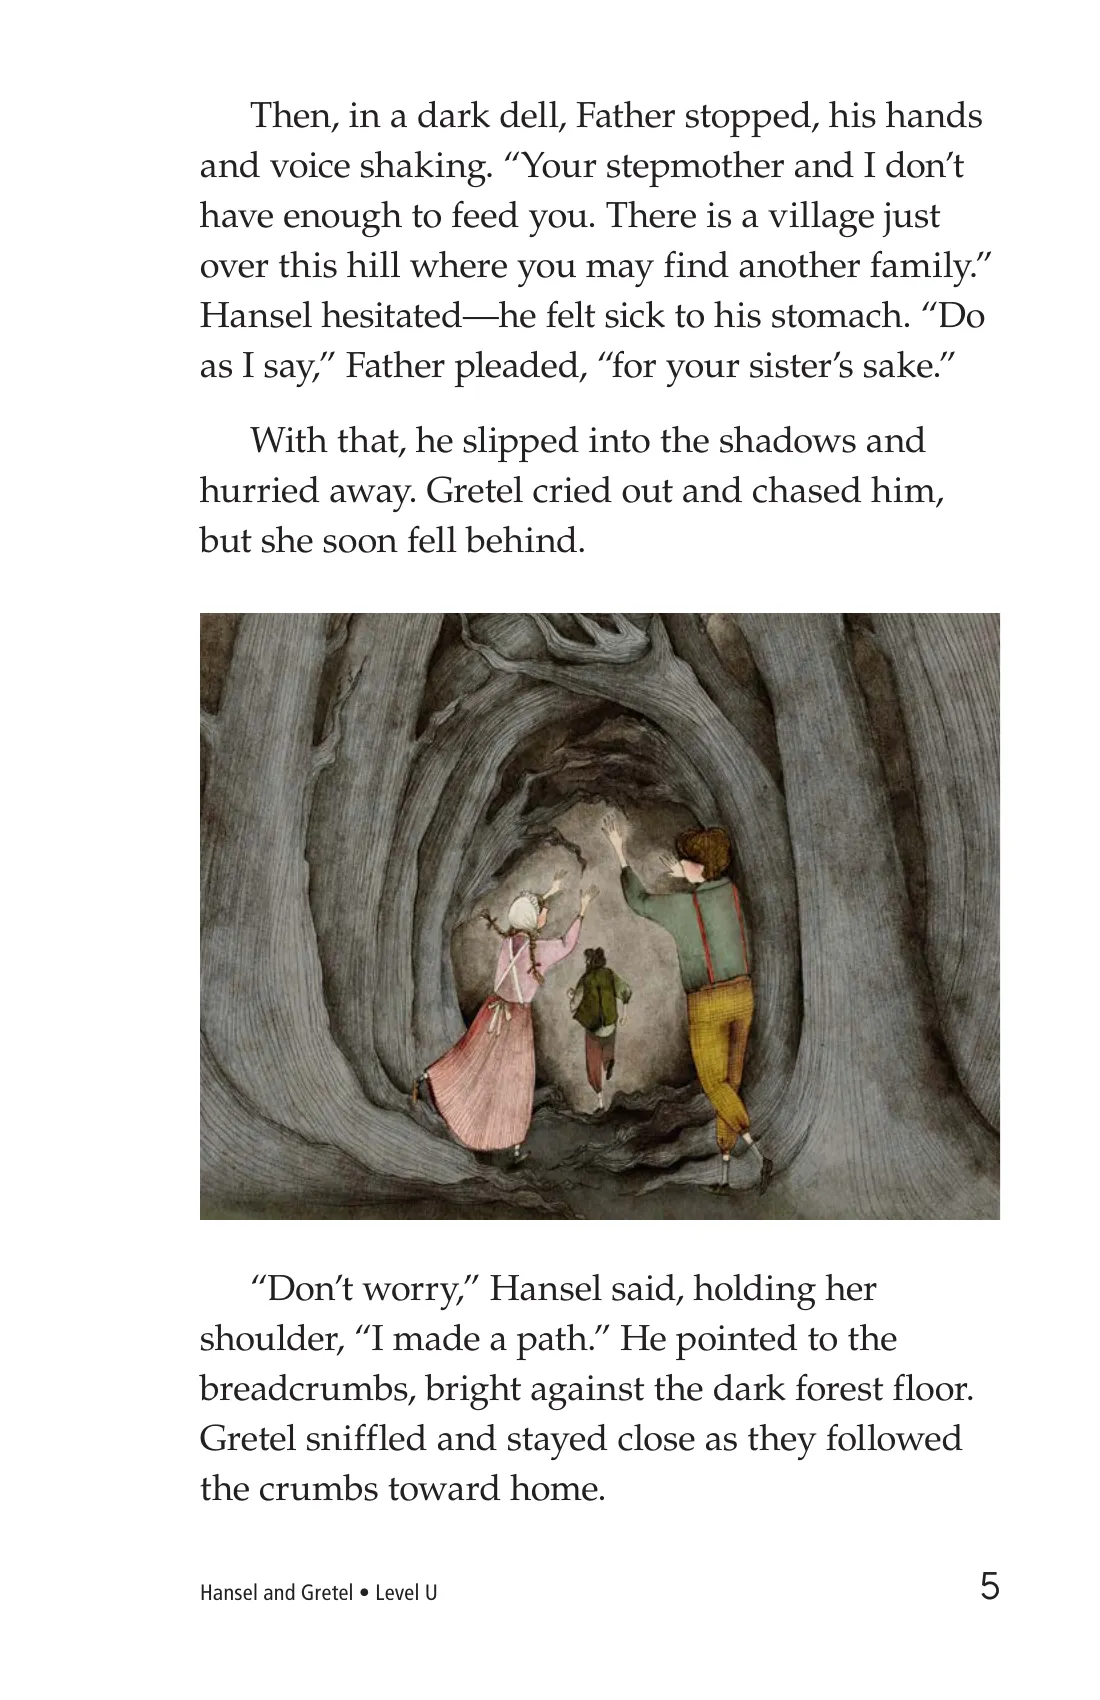 Then, in a dark dell, Father stopped, his hands
and voice shaking. “Your stepmother and I don’t
have enough to feed you. There is a village just
over this hill where you may find another family.”
Hansel hesitated—he felt sick to his stomach. “Do
as I say,” Father pleaded, “for your sister’s sake.”
With that, he slipped into the shadows and
hurried away. Gretel cried out and chased him,
but she soon fell behind.
“Don’t worry,” Hansel said, holding her
shoulder, “I made a path.” He pointed to the
breadcrumbs, bright against the dark forest floor.
Gretel sniffled and stayed close as they followed
the crumbs toward home.
Hansel and Gretel • Level U
5